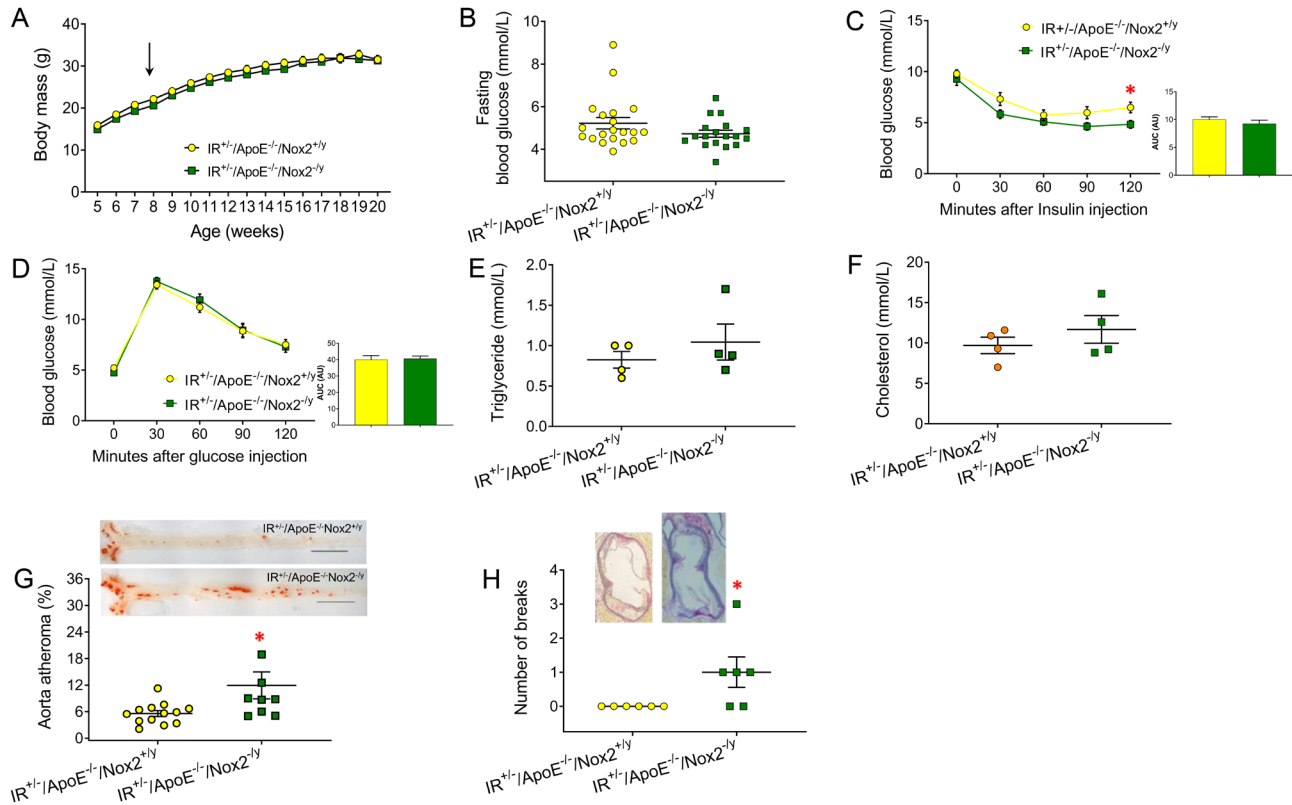 A
40
30
20
10
0
Body mass (g)
IR+/-/ApoE-/-/Nox2+/y
IR+/-/ApoE-/-/Nox2-/y
5 6 7 8 9 10 11 12 13 14 15 16 17 18 19 20
Age (weeks)
B
Fasting
blood glucose (mmol/L)
10
8
6
4
IR+/-/ApoE-/-/Nox2+/y
IR+/-/ApoE-/-/Nox2-/y
C
Blood glucose (mmol/L)
15
10
5
0
IR+/-/ApoE-/-/Nox2+/y
IR+/-/ApoE-/-/Nox2-/y
*
0 30 60 90 120
Minutes after Insulin injection
AUC (AU)
15
10
5
0
D
Blood glucose (mmol/L)
15
10
5
0
IR+/-/ApoE-/-/Nox2+/y
IR+/-/ApoE-/-/Nox2-/y
0 30 60 90 120
Minutes after glucose injection
AUC (AU)
50
40
30
20
10
0
E
Triglyceride (mmol/L)
2.0
1.5
1.0
0.5
0.0
IR+/-/ApoE-/-/Nox2+/y
IR+/-/ApoE-/-/Nox2-/y
F
Cholesterol (mmol/L)
20
15
10
5
0
IR+/-/ApoE-/-/Nox2+/y
IR+/-/ApoE-/-/Nox2-/y
G
IR+/-/ApoE-/-Nox2+/y
IR+/-/ApoE-/-Nox2-/y
Aorta atheroma (%)
36
30
24
18
12
6
0
*
IR+/-/ApoE-/-/Nox2+/y
IR+/-/ApoE-/-/Nox2-/y
H
Number of breaks
4
3
2
1
0
*
IR+/-/ApoE-/-/Nox2+/y
IR+/-/ApoE-/-/Nox2-/y